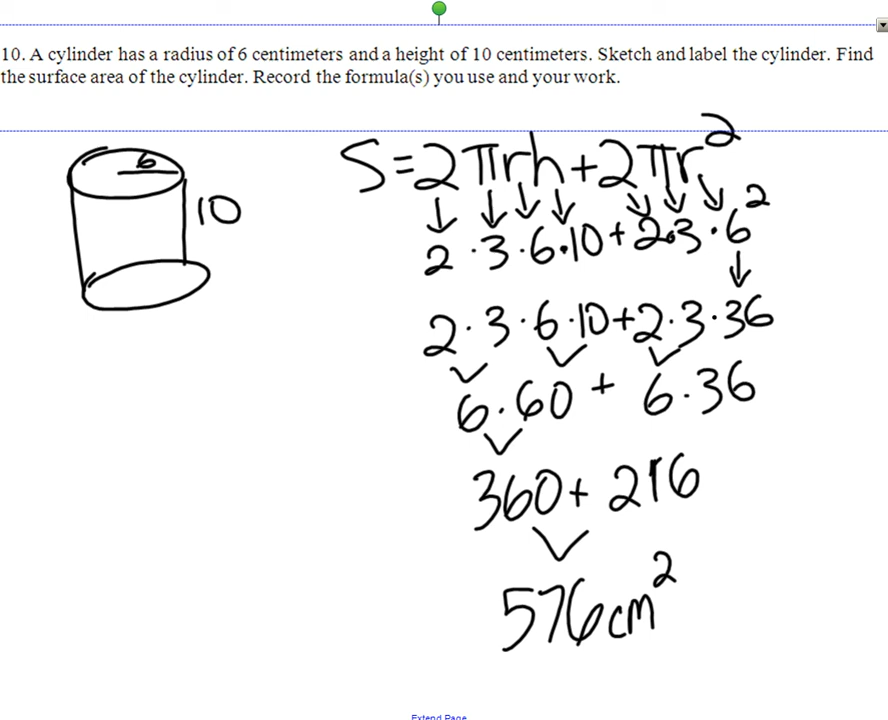 10. A cylinder has a radius of 6 centimeters and a height of 10 centimeters. Sketch and label the cylinder. Find
the surface area of the cylinder. Record the formula(s) you use and your work.
6
10
S=2πrh+2πr²
2·3·6·10+2·3·6²
2·3·6·10+2·3·36
6·60+6·36
360+216
576cm²
Extend Page